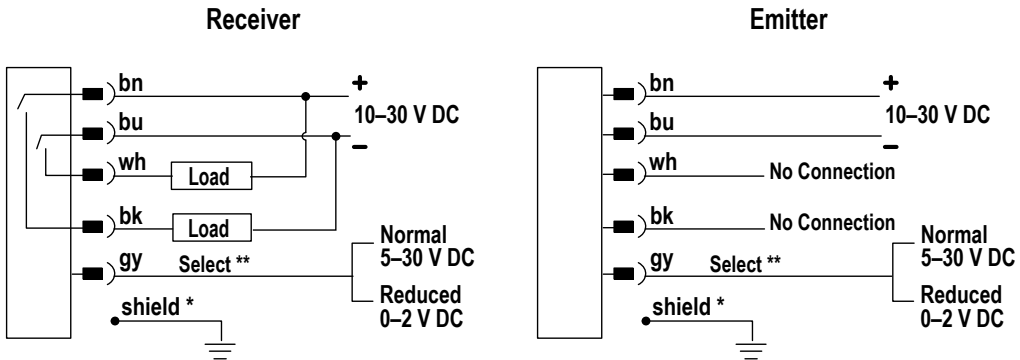 Receiver
bn
+
10–30 V DC
bu
–
wh
Load
bk
Load
gy
Select **
Normal
5–30 V DC
Reduced
0–2 V DC
shield *
Emitter
bn
+
10–30 V DC
bu
–
wh
No Connection
bk
No Connection
gy
Select **
Normal
5–30 V DC
Reduced
0–2 V DC
shield *